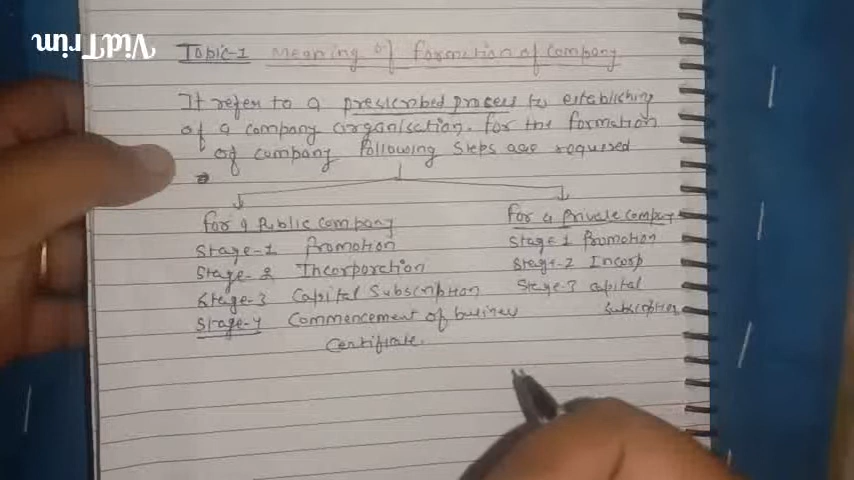 VidTrim
Topic-1 Meaning of formation of company
It refer to a prescribed process to establishing
of a company organisation. for the formation
of company following steps are required
for a Public company
Stage-1 Promotion
Stage-2 Incorporation
Stage-3 Capital Subscription
Stage-4 Commencement of business
Certificate.
for a private company
Stage-1 Promotion
Stage-2 Incorp
Stage-3 capital
subscription